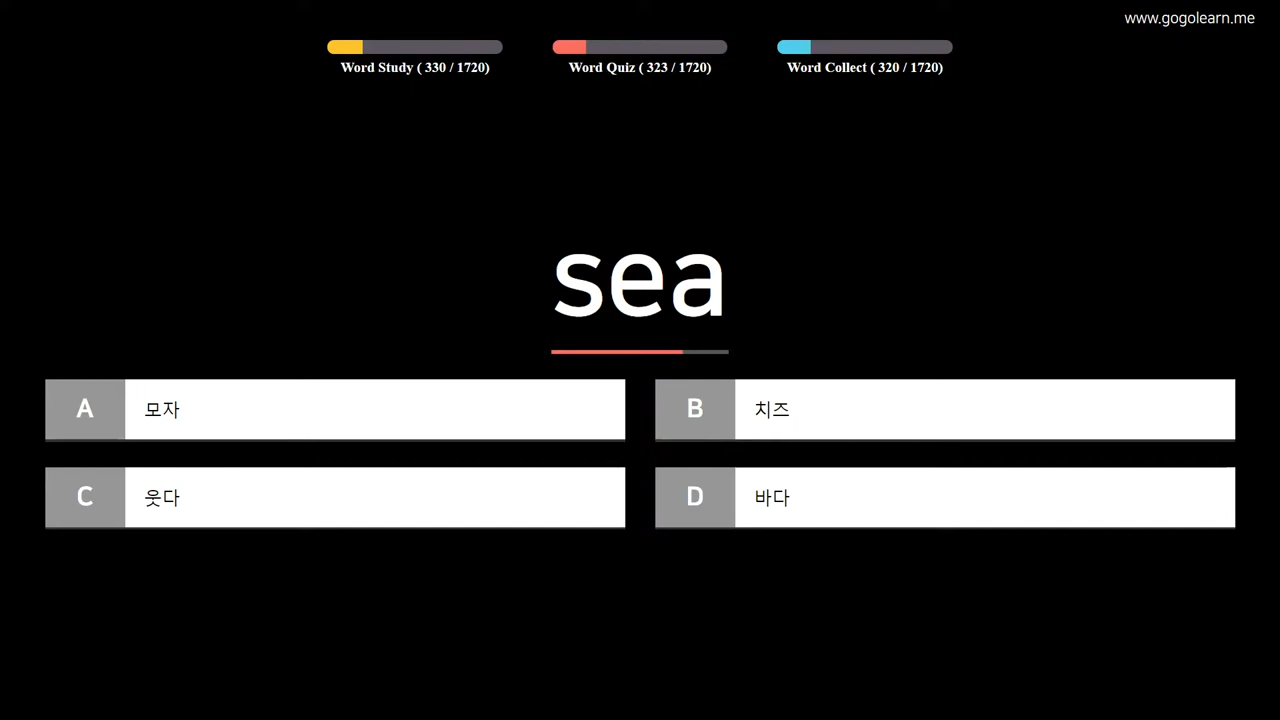 www.gogolearn.me
Word Study ( 330 / 1720)
Word Quiz ( 323 / 1720)
Word Collect ( 320 / 1720)
sea
A 모자
B 치즈
C 웃다
D 바다